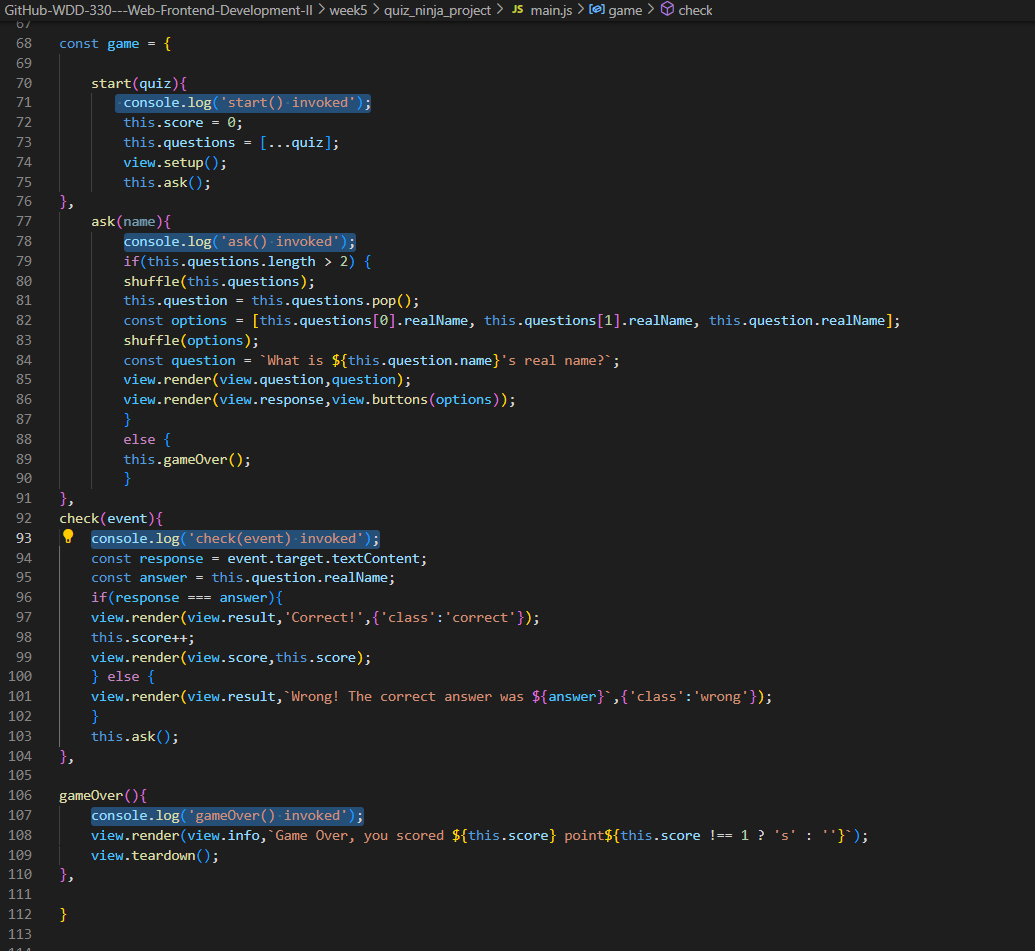 GitHub-WDD-330---Web-Frontend-Development-II > week5 > quiz_ninja_project > JS main.js > game > check
67
68 const game = {
69
70 start(quiz){
71 console.log('start() invoked');
72 this.score = 0;
73 this.questions = [...quiz];
74 view.setup();
75 this.ask();
76 },
77 ask(name){
78 console.log('ask() invoked');
79 if(this.questions.length > 2) {
80 shuffle(this.questions);
81 this.question = this.questions.pop();
82 const options = [this.questions[0].realName, this.questions[1].realName, this.question.realName];
83 shuffle(options);
84 const question = `What is ${this.question.name}'s real name?`;
85 view.render(view.question,question);
86 view.render(view.response,view.buttons(options));
87 }
88 else {
89 this.gameOver();
90 }
91 },
92 check(event){
93 console.log('check(event) invoked');
94 const response = event.target.textContent;
95 const answer = this.question.realName;
96 if(response === answer){
97 view.render(view.result,'Correct!',{'class':'correct'});
98 this.score++;
99 view.render(view.score,this.score);
100 } else {
101 view.render(view.result,`Wrong! The correct answer was ${answer}`,{'class':'wrong'});
102 }
103 this.ask();
104 },
105
106 gameOver(){
107 console.log('gameOver() invoked');
108 view.render(view.info,`Game Over, you scored ${this.score} point${this.score !== 1 ? 's' : ''}`);
109 view.teardown();
110 },
111
112 }
113
114